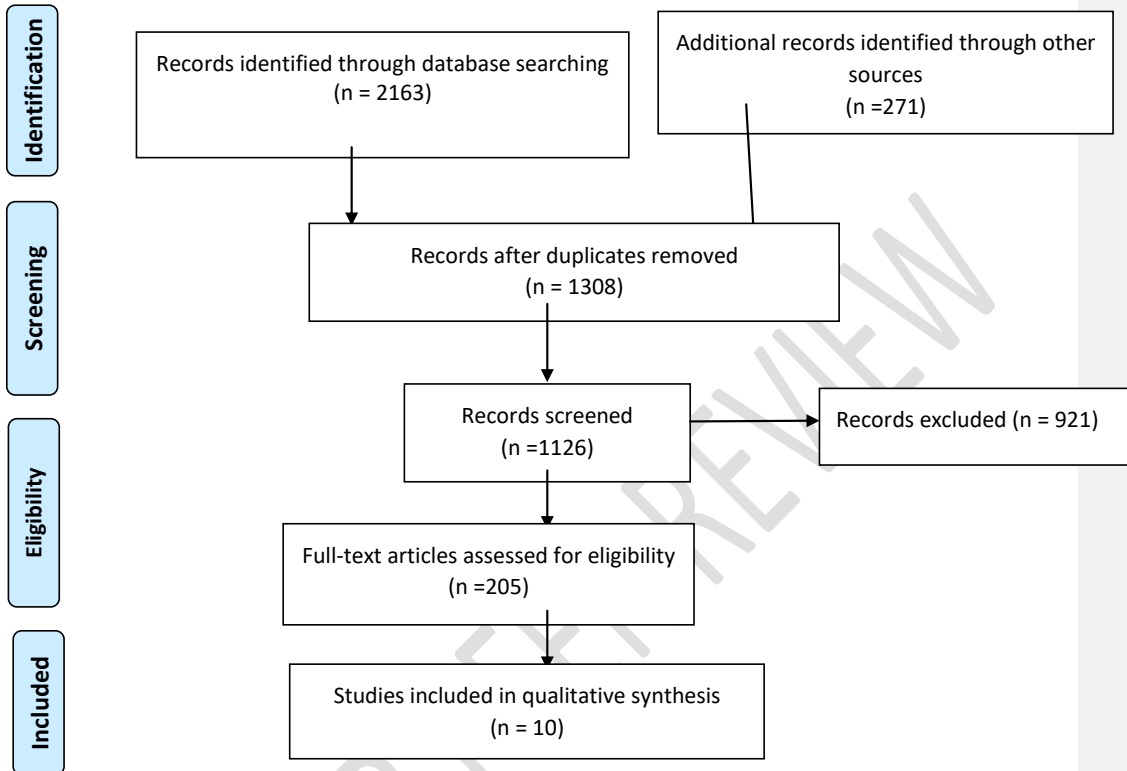 Identification
Records identified through database searching
(n = 2163)
Additional records identified through other
sources
(n =271)
Screening
Records after duplicates removed
(n = 1308)
Records screened
(n =1126)
Records excluded (n = 921)
Eligibility
Full-text articles assessed for eligibility
(n =205)
Included
Studies included in qualitative synthesis
(n = 10)
REVIEW